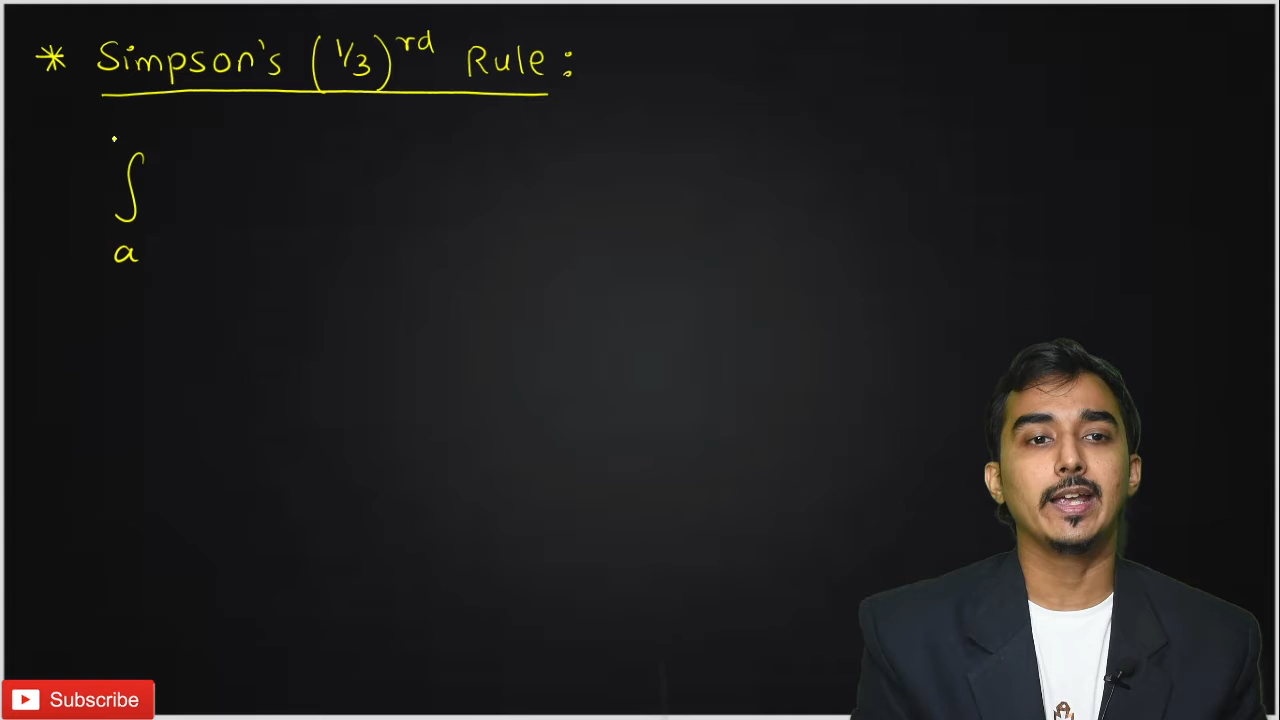 * Simpson's (1/3)^rd Rule :
∫
a
Subscribe